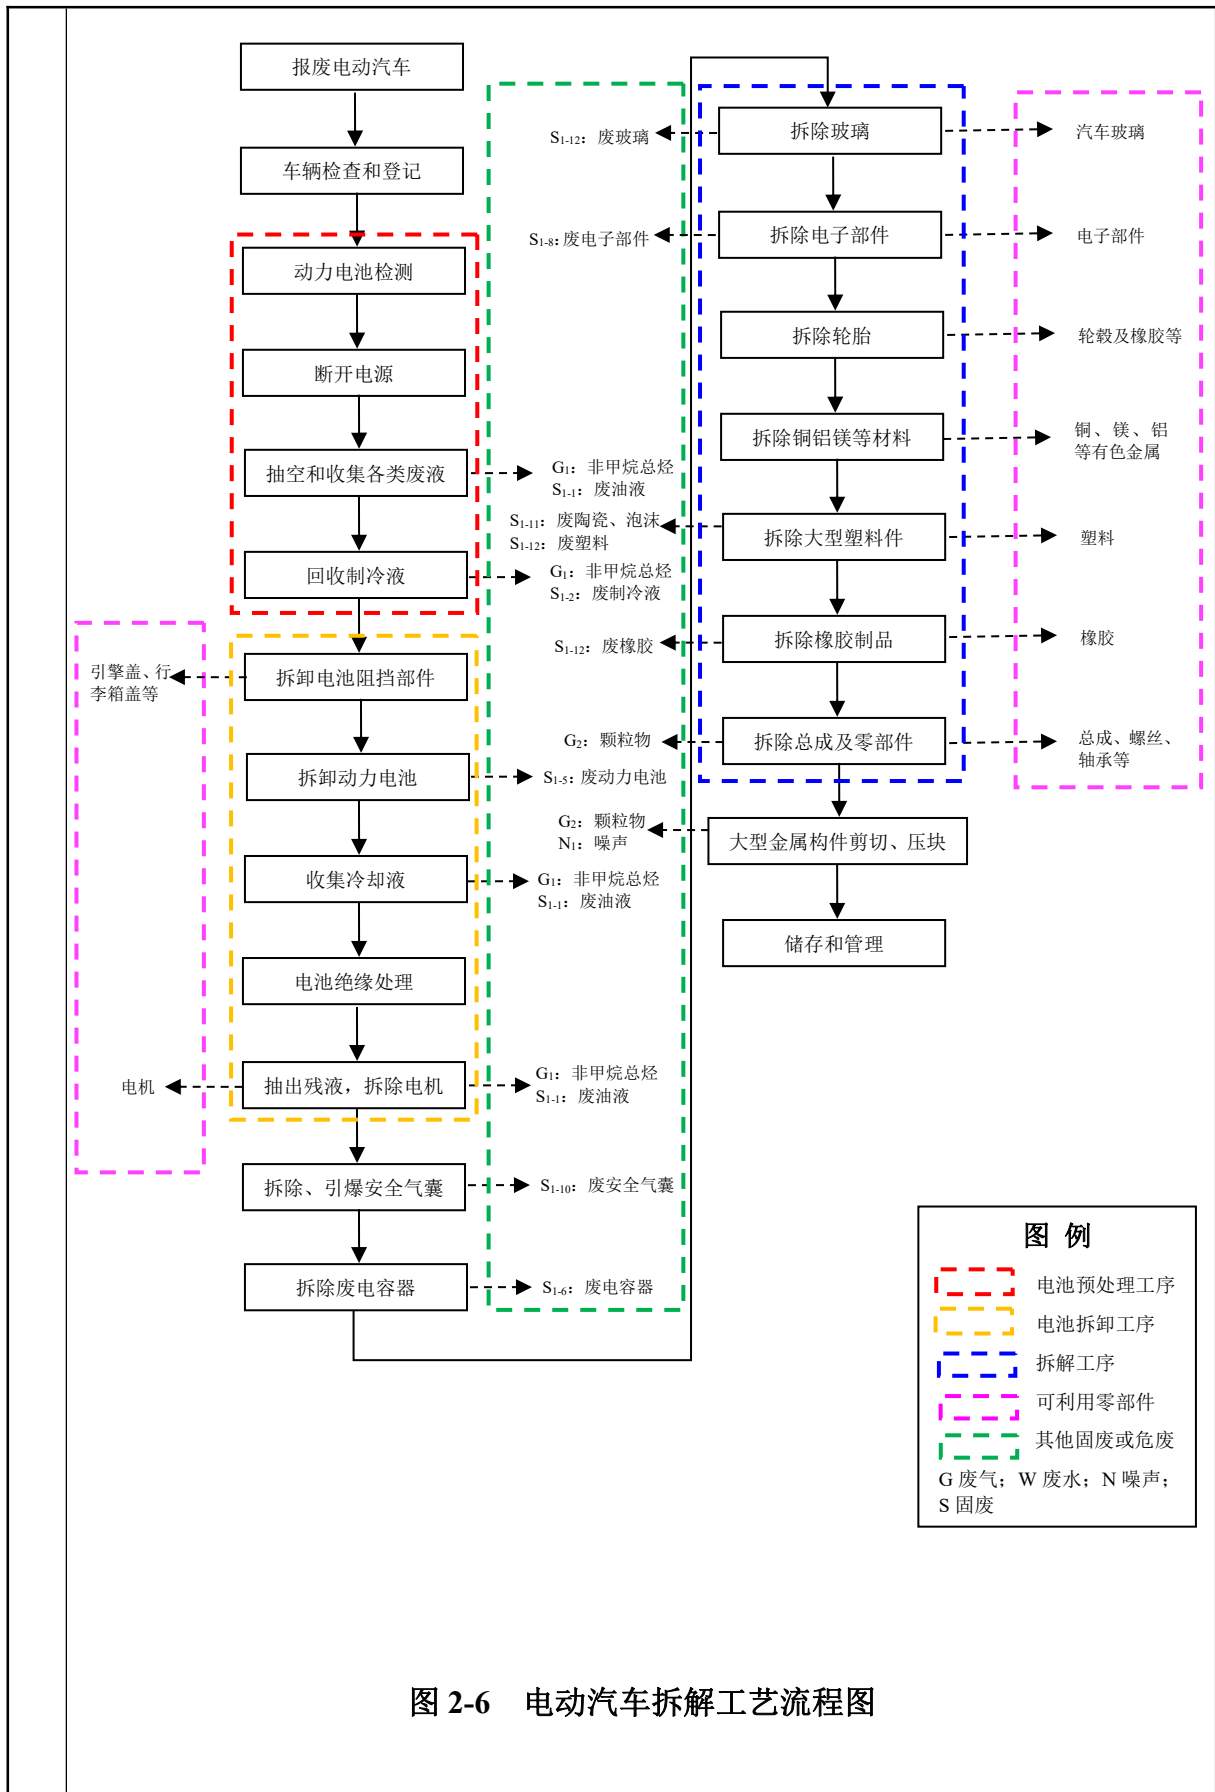 报废电动汽车
车辆检查和登记
动力电池检测
断开电源
抽空和收集各类废液
G₁：非甲烷总烃
S₁₋₁：废油液
回收制冷液
G₁：非甲烷总烃
S₁₋₂：废制冷液
拆卸电池阻挡部件
引擎盖、行
李箱盖等
拆卸动力电池
S₁₋₅：废动力电池
收集冷却液
G₁：非甲烷总烃
S₁₋₁：废油液
电池绝缘处理
抽出残液，拆除电机
电机
G₁：非甲烷总烃
S₁₋₁：废油液
拆除、引爆安全气囊
S₁₋₁₀：废安全气囊
拆除废电容器
S₁₋₆：废电容器
拆除玻璃
S₁₋₁₂：废玻璃
汽车玻璃
拆除电子部件
S₁₋₈：废电子部件
电子部件
拆除轮胎
轮毂及橡胶等
拆除铜铝镁等材料
铜、镁、铝
等有色金属
拆除大型塑料件
S₁₋₁₁：废陶瓷、泡沫
S₁₋₁₂：废塑料
塑料
拆除橡胶制品
S₁₋₁₂：废橡胶
橡胶
拆除总成及零部件
G₂：颗粒物
总成、螺丝、
轴承等
大型金属构件剪切、压块
G₂：颗粒物
N₁：噪声
储存和管理
图 例
电池预处理工序
电池拆卸工序
拆解工序
可利用零部件
其他固废或危废
G 废气；W 废水；N 噪声；
S 固废
图 2-6 电动汽车拆解工艺流程图